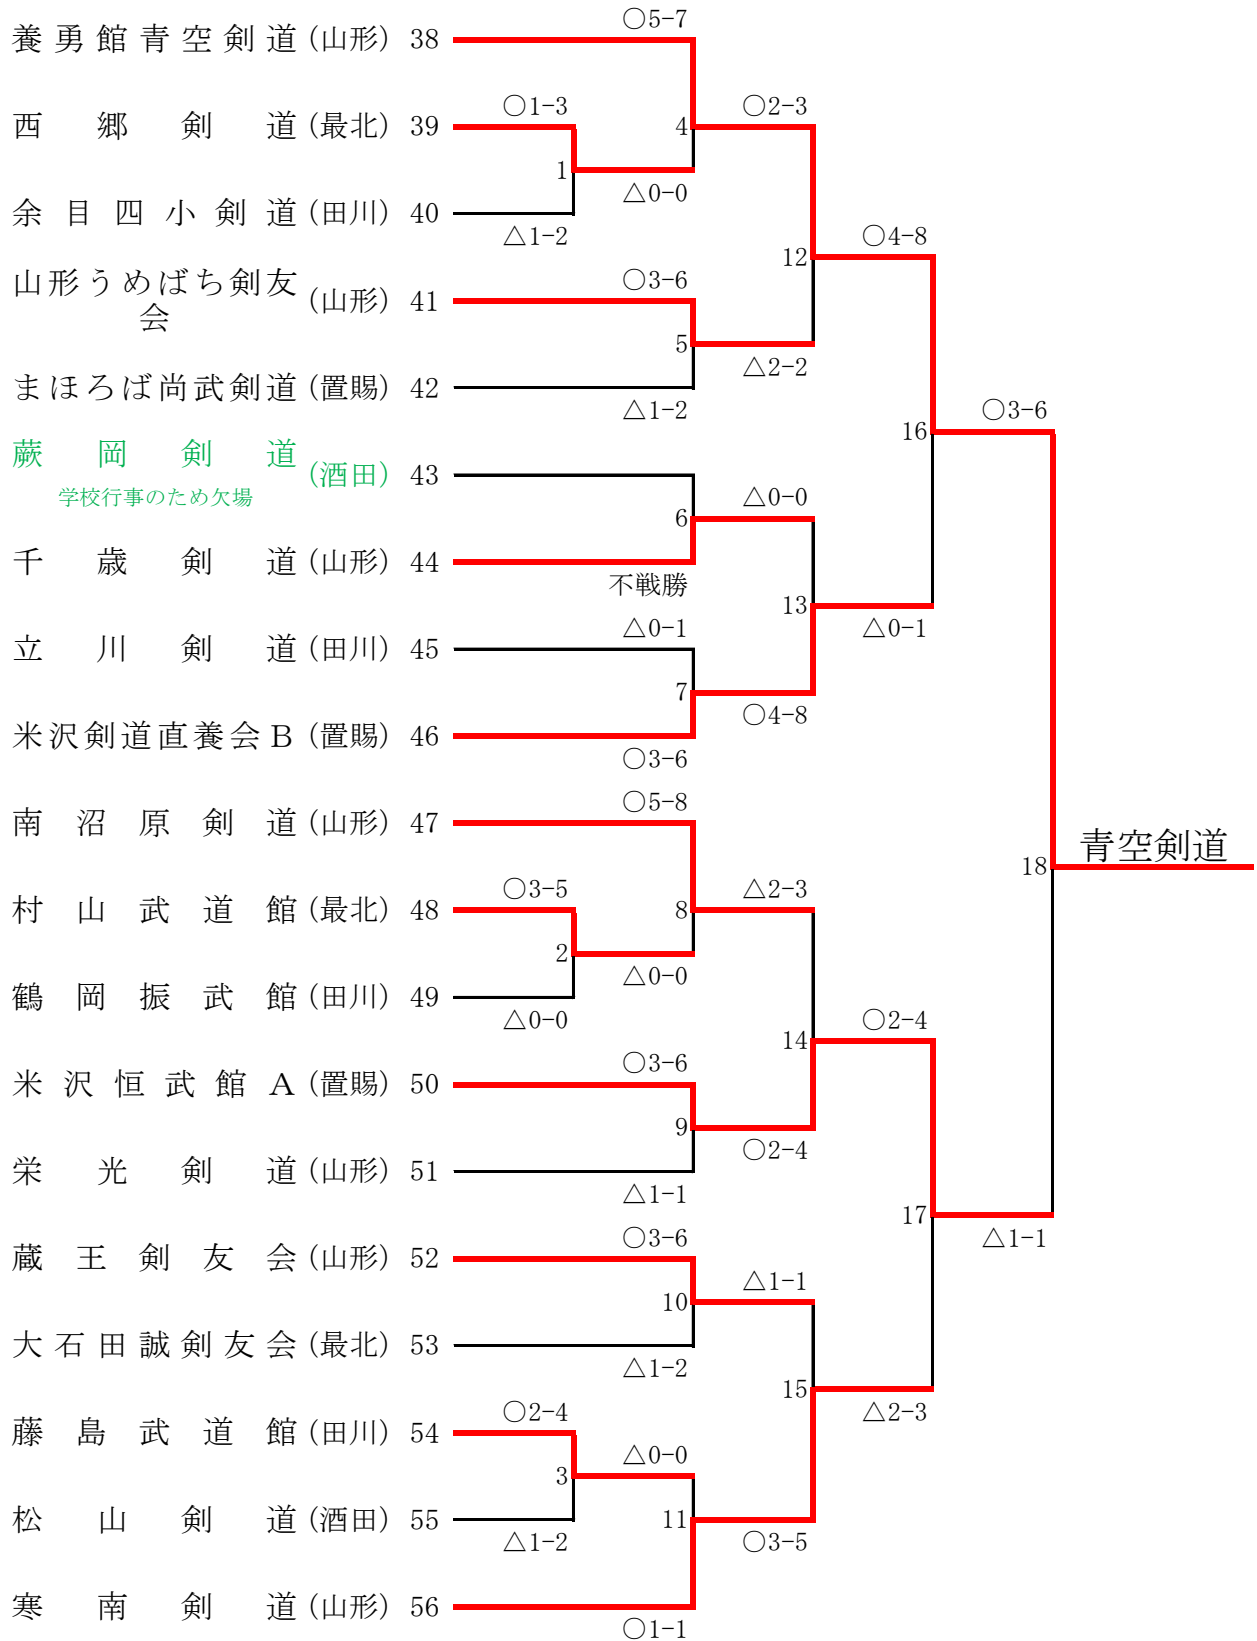 ○5-7
養勇館青空剣道 (山形) 38
○1-3
○2-3
西郷剣道 (最北) 39
4
1
△0-0
余目四小剣道 (田川) 40
△1-2
○4-8
12
山形うめばち剣友会 (山形) 41
○3-6
5
△2-2
まほろば尚武剣道 (置賜) 42
△1-2
○3-6
16
蕨岡剣道 (酒田) 43
学校行事のため欠場
△0-0
6
千歳剣道 (山形) 44
不戦勝
13
△0-1
△0-1
立川剣道 (田川) 45
7
○4-8
米沢剣道直養会B (置賜) 46
○3-6
○5-8
南沼原剣道 (山形) 47
青空剣道
18
○3-5
△2-3
村山武道館 (最北) 48
8
2
△0-0
鶴岡振武館 (田川) 49
△0-0
○2-4
14
○3-6
米沢恒武館A (置賜) 50
9
○2-4
栄光剣道 (山形) 51
△1-1
17
△1-1
○3-6
蔵王剣友会 (山形) 52
△1-1
10
大石田誠剣友会 (最北) 53
△1-2
15
△2-3
○2-4
藤島武道館 (田川) 54
△0-0
3
松山剣道 (酒田) 55
11
△1-2
○3-5
寒南剣道 (山形) 56
○1-1